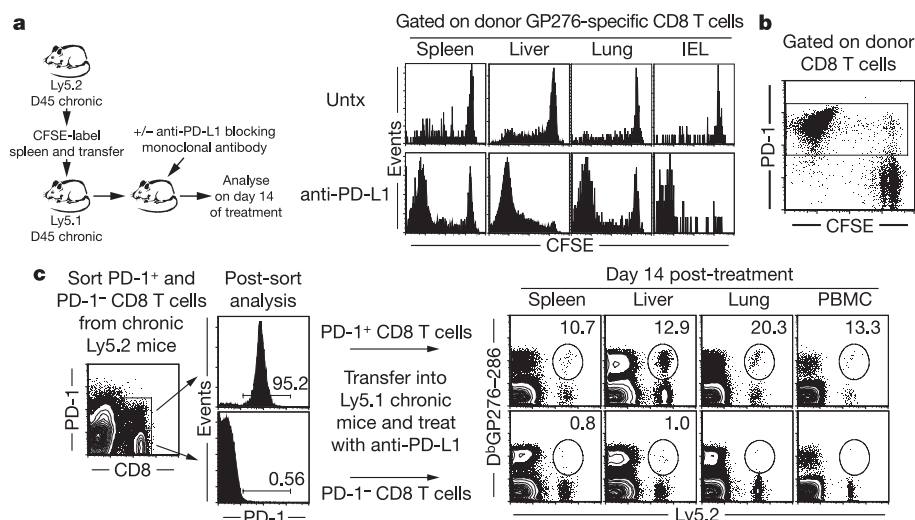 a
Ly5.2
D45 chronic
CFSE-label
spleen and transfer
+/– anti-PD-L1 blocking
monoclonal antibody
Ly5.1
D45 chronic
Analyse
on day 14
of treatment
Gated on donor GP276-specific CD8 T cells
Spleen
Liver
Lung
IEL
Untx
anti-PD-L1
Events
CFSE
b
Gated on donor
CD8 T cells
PD-1
CFSE
c
Sort PD-1⁺ and
PD-1⁻ CD8 T cells
from chronic
Ly5.2 mice
PD-1
CD8
Post-sort
analysis
95.2
0.56
Events
PD-1
PD-1⁺ CD8 T cells
Transfer into
Ly5.1 chronic
mice and treat
with anti-PD-L1
PD-1⁻ CD8 T cells
Day 14 post-treatment
Spleen
Liver
Lung
PBMC
10.7
12.9
20.3
13.3
0.8
1.0
DᵇGP276–286
Ly5.2